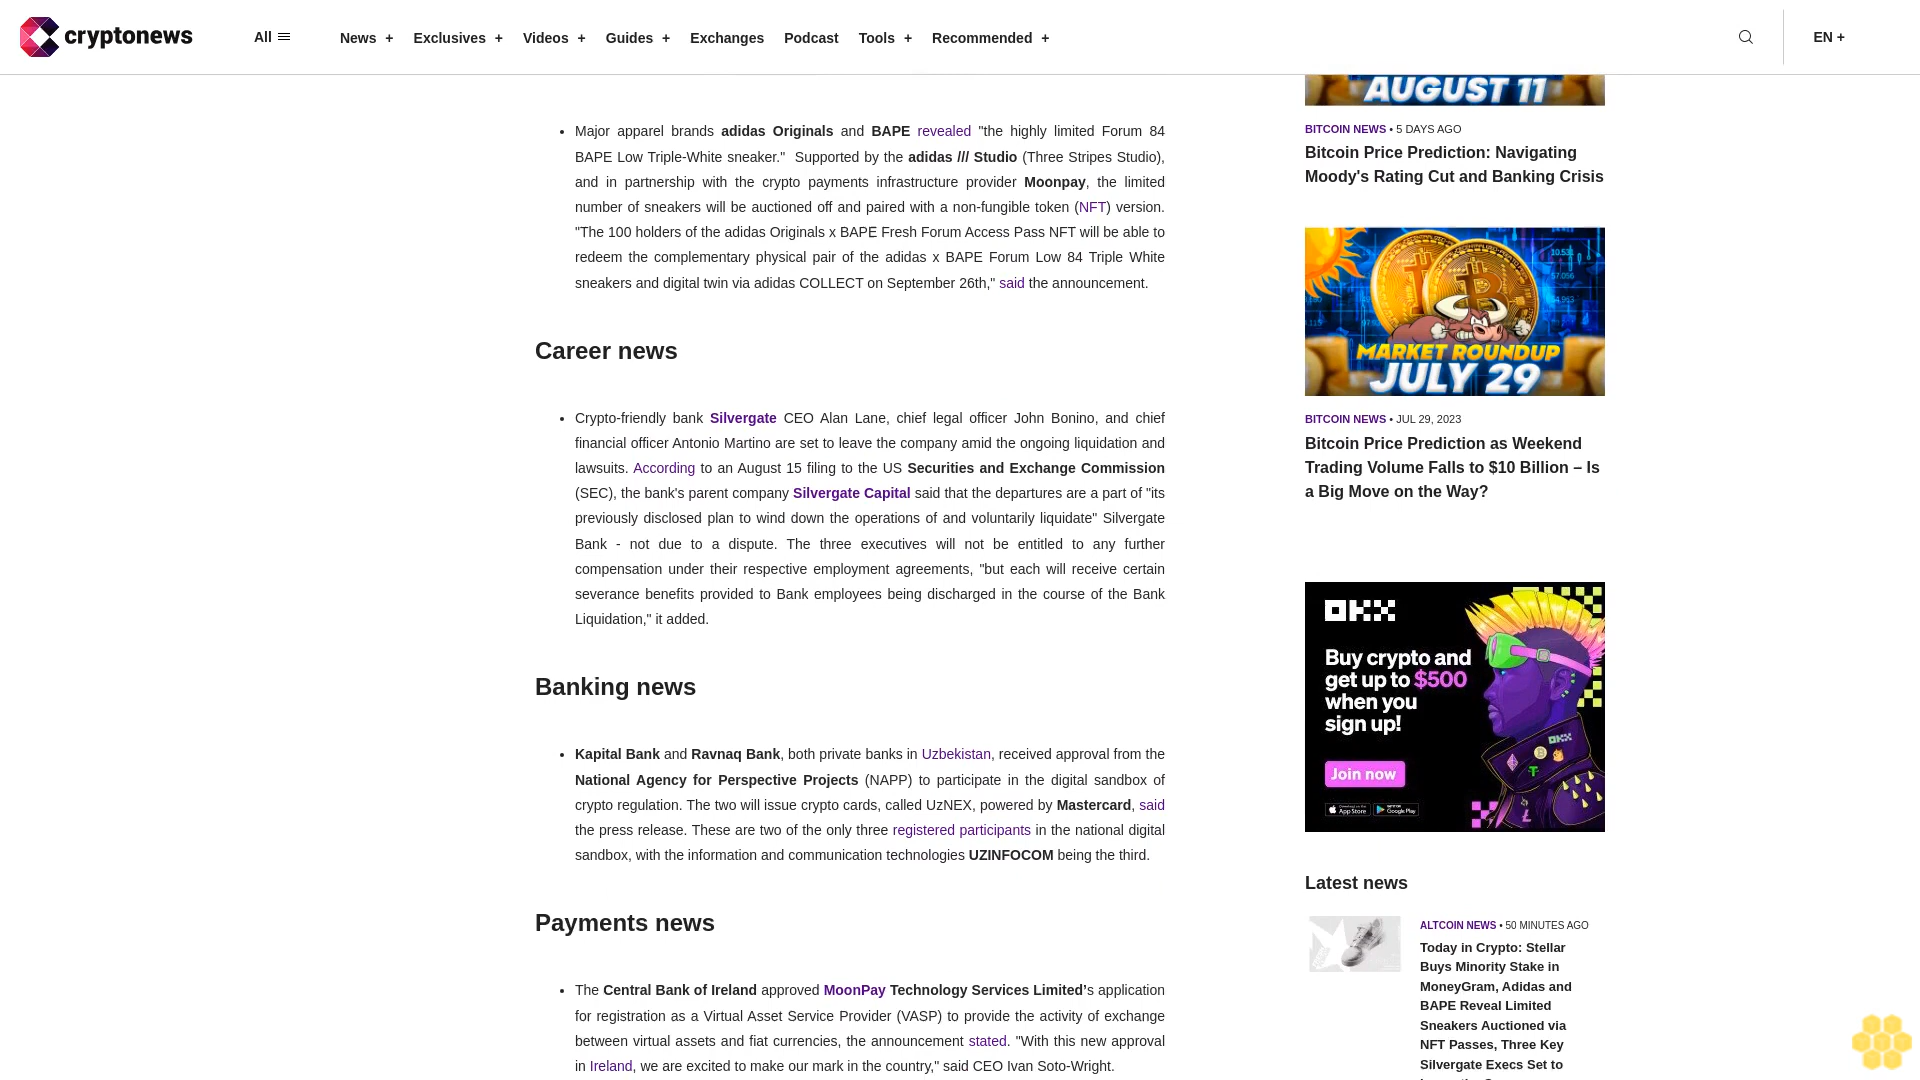 cryptonews
All
News +
Exclusives +
Videos +
Guides +
Exchanges
Podcast
Tools +
Recommended +
EN +
Major apparel brands adidas Originals and BAPE revealed "the highly limited Forum 84
BAPE Low Triple-White sneaker." Supported by the adidas /// Studio (Three Stripes Studio),
and in partnership with the crypto payments infrastructure provider Moonpay, the limited
number of sneakers will be auctioned off and paired with a non-fungible token (NFT) version.
"The 100 holders of the adidas Originals x BAPE Fresh Forum Access Pass NFT will be able to
redeem the complementary physical pair of the adidas x BAPE Forum Low 84 Triple White
sneakers and digital twin via adidas COLLECT on September 26th," said the announcement.
Career news
Crypto-friendly bank Silvergate CEO Alan Lane, chief legal officer John Bonino, and chief
financial officer Antonio Martino are set to leave the company amid the ongoing liquidation and
lawsuits. According to an August 15 filing to the US Securities and Exchange Commission
(SEC), the bank's parent company Silvergate Capital said that the departures are a part of "its
previously disclosed plan to wind down the operations of and voluntarily liquidate" Silvergate
Bank - not due to a dispute. The three executives will not be entitled to any further
compensation under their respective employment agreements, "but each will receive certain
severance benefits provided to Bank employees being discharged in the course of the Bank
Liquidation," it added.
Banking news
Kapital Bank and Ravnaq Bank, both private banks in Uzbekistan, received approval from the
National Agency for Perspective Projects (NAPP) to participate in the digital sandbox of
crypto regulation. The two will issue crypto cards, called UzNEX, powered by Mastercard, said
the press release. These are two of the only three registered participants in the national digital
sandbox, with the information and communication technologies UZINFOCOM being the third.
Payments news
The Central Bank of Ireland approved MoonPay Technology Services Limited’s application
for registration as a Virtual Asset Service Provider (VASP) to provide the activity of exchange
between virtual assets and fiat currencies, the announcement stated. "With this new approval
in Ireland, we are excited to make our mark in the country," said CEO Ivan Soto-Wright.
AUGUST 11
BITCOIN NEWS • 5 DAYS AGO
Bitcoin Price Prediction: Navigating
Moody's Rating Cut and Banking Crisis
MARKET ROUNDUP
JULY 29
BITCOIN NEWS • JUL 29, 2023
Bitcoin Price Prediction as Weekend
Trading Volume Falls to $10 Billion – Is
a Big Move on the Way?
OKX
Buy crypto and
get up to $500
when you
sign up!
Join now
App Store
Google Play
OKX
Latest news
ALTCOIN NEWS • 50 MINUTES AGO
Today in Crypto: Stellar
Buys Minority Stake in
MoneyGram, Adidas and
BAPE Reveal Limited
Sneakers Auctioned via
NFT Passes, Three Key
Silvergate Execs Set to